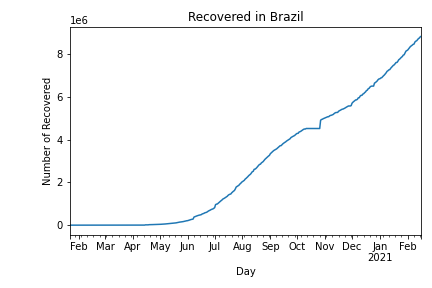 Recovered in Brazil
1e6
8
6
4
2
0
Number of Recovered
Feb Mar Apr May Jun Jul Aug Sep Oct Nov Dec Jan Feb
2021
Day